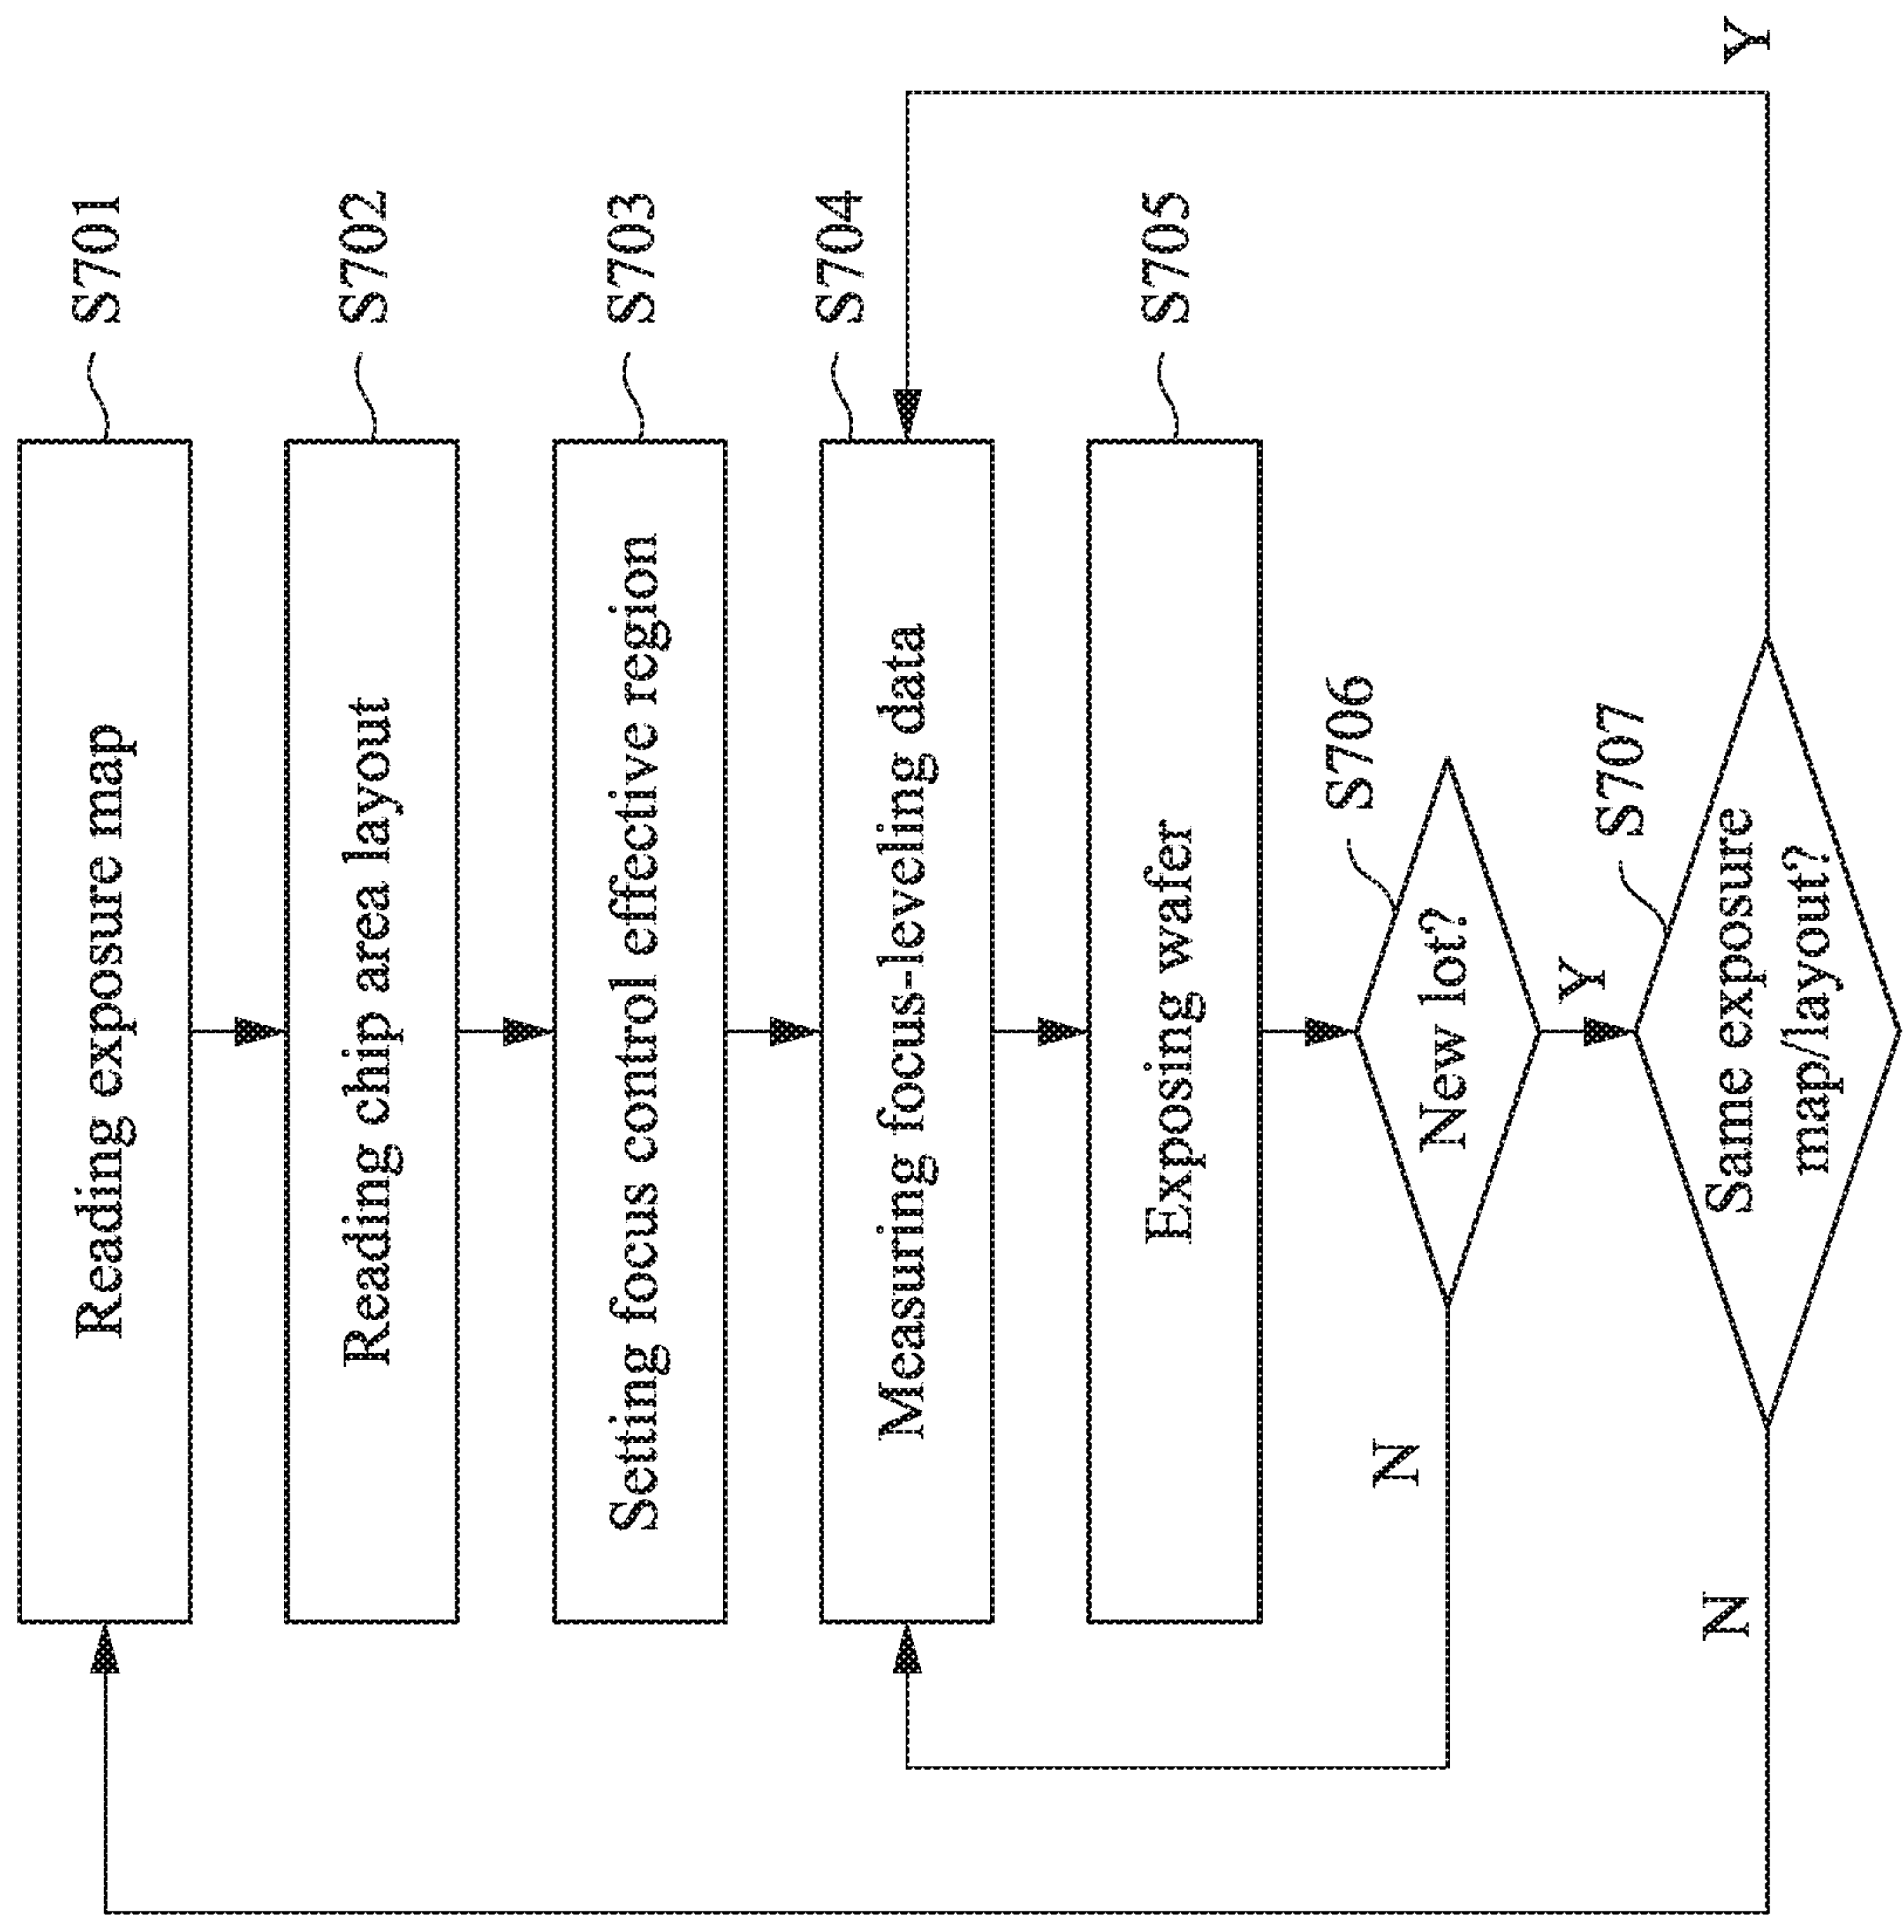 Reading exposure map
S701
Reading chip area layout
S702
Setting focus control effective region
S703
Measuring focus-leveling data
S704
Exposing wafer
S705
New lot?
S706
N
Y
Same exposure
map/layout?
S707
N
Y